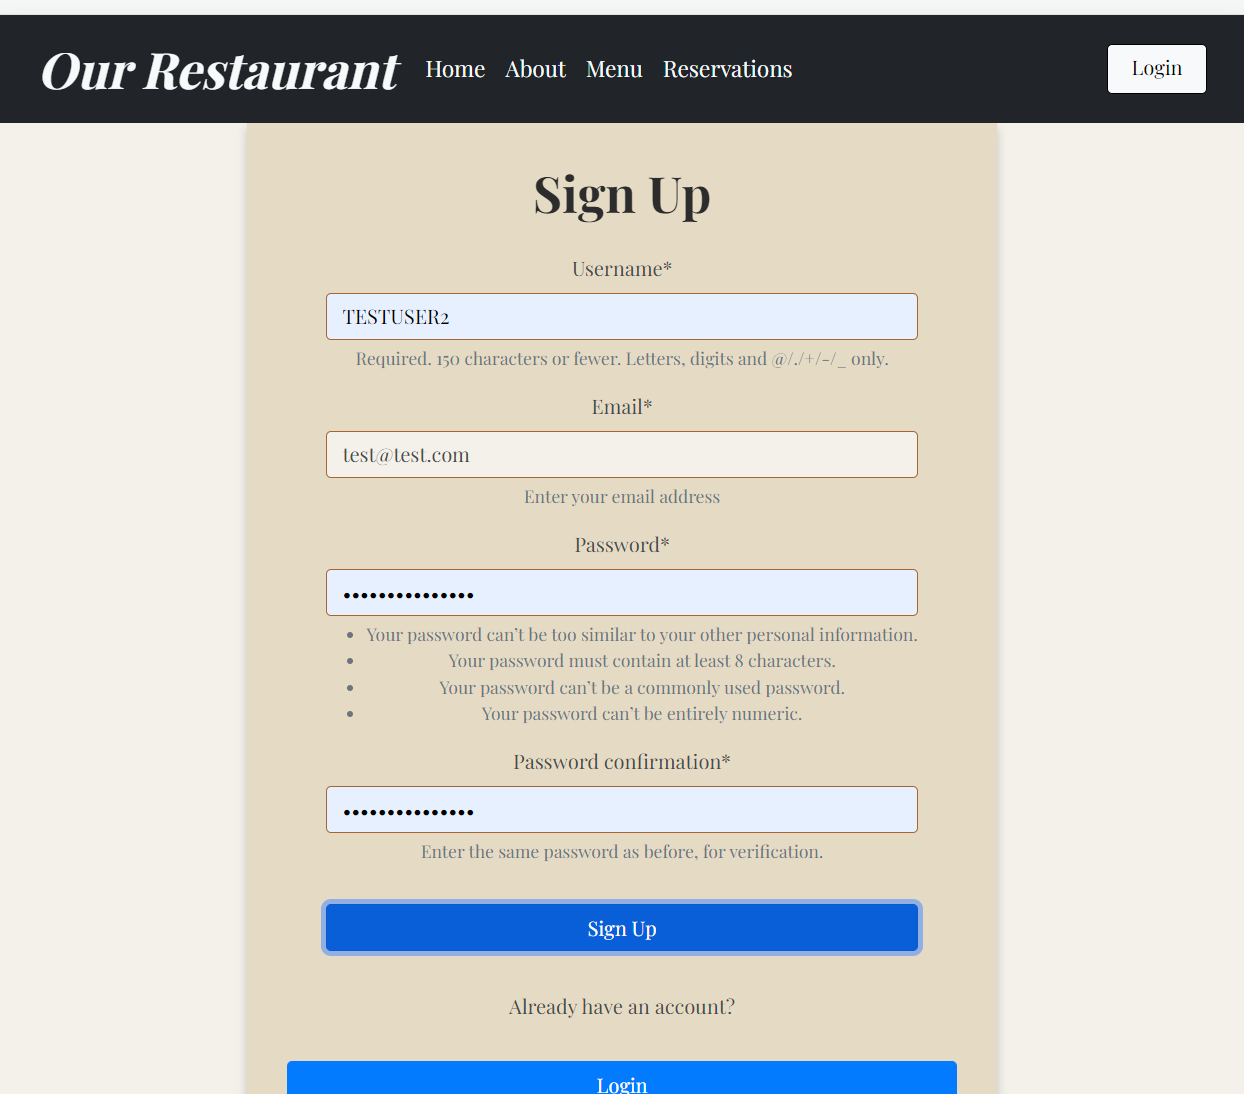 Our Restaurant Home About Menu Reservations Login
Sign Up
Username*
TESTUSER2
Required. 150 characters or fewer. Letters, digits and @/./+/-/_ only.
Email*
test@test.com
Enter your email address
Password*
•••••••••••••••
• Your password can’t be too similar to your other personal information.
• Your password must contain at least 8 characters.
• Your password can’t be a commonly used password.
• Your password can’t be entirely numeric.
Password confirmation*
•••••••••••••••
Enter the same password as before, for verification.
Sign Up
Already have an account?
Login